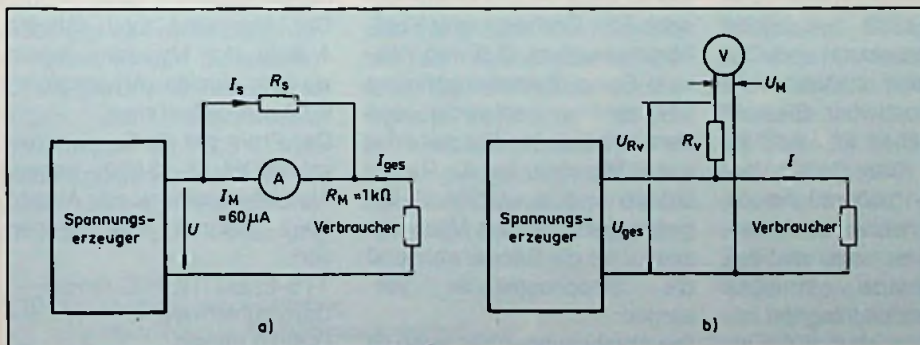 I_s R_s
A
I_ges
I_M
= 60 µA
R_M = 1kΩ
Spannungs-
erzeuger
U
Verbraucher
a)
V
U_M
U_Rv
R_v
I
Spannungs-
erzeuger
U_ges
Verbraucher
b)